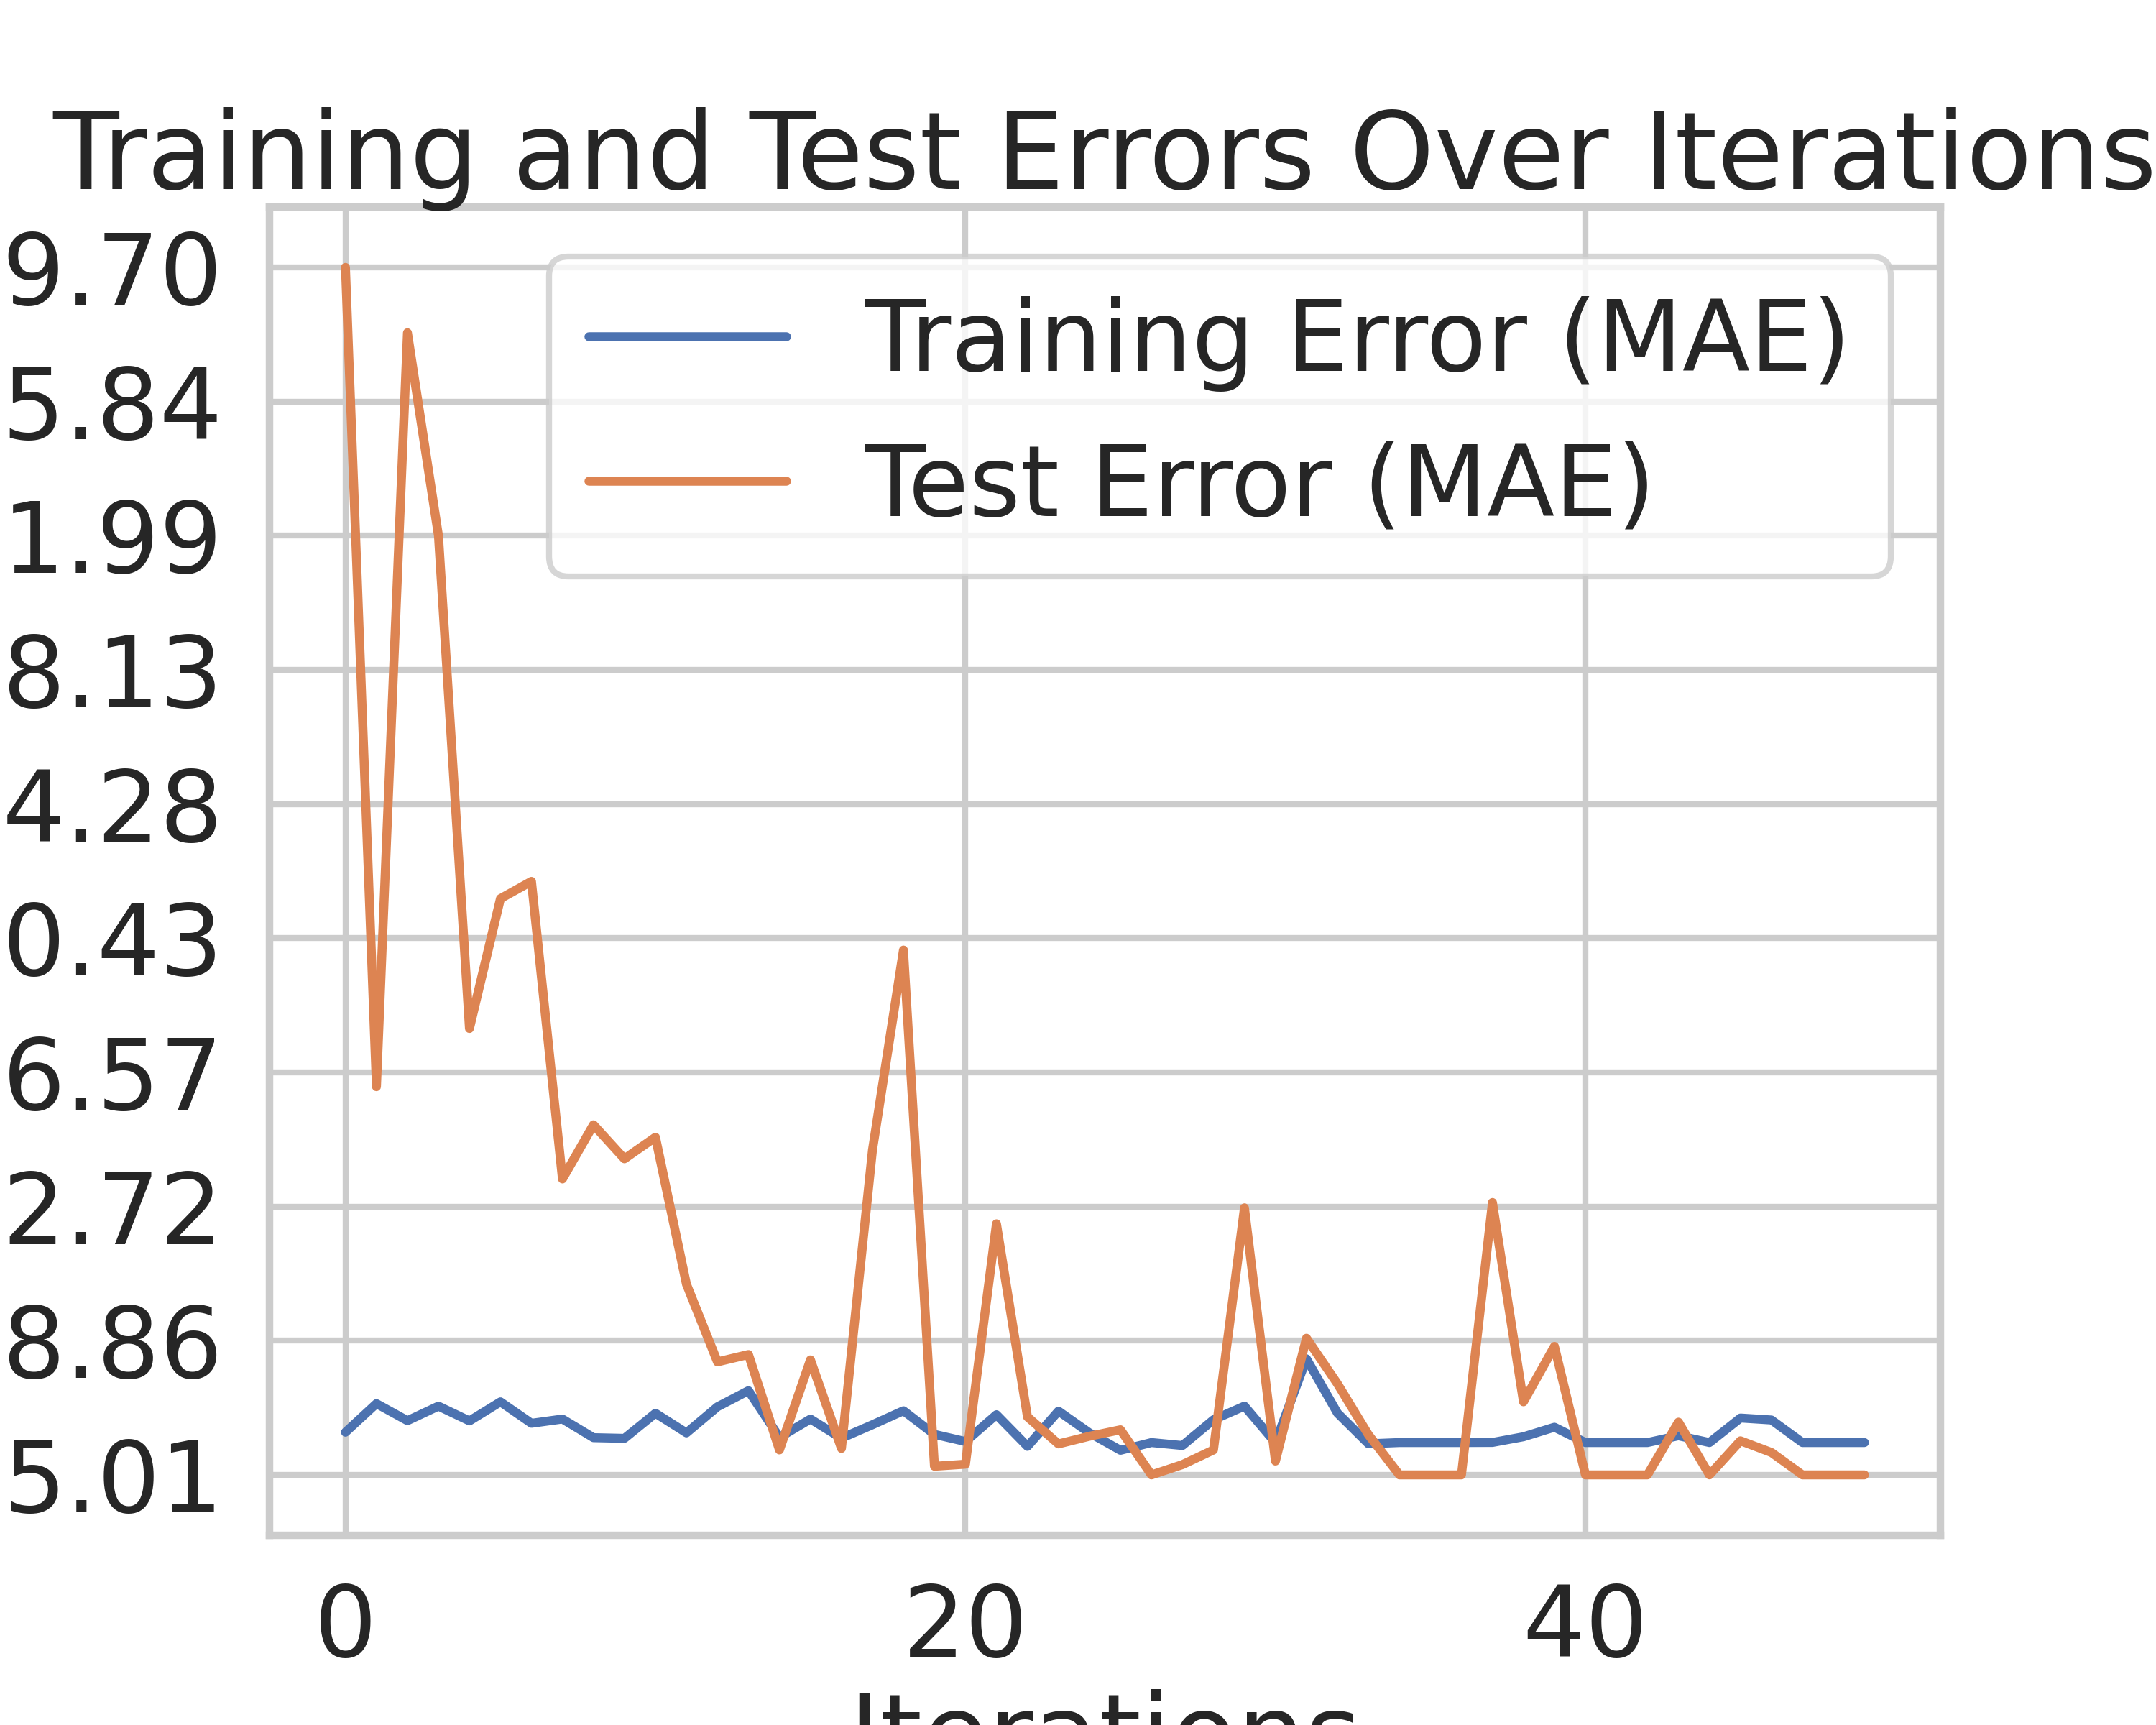 Training and Test Errors Over Iterations
9.70
5.84
1.99
8.13
4.28
0.43
6.57
2.72
8.86
5.01
Training Error (MAE)
Test Error (MAE)
0 20 40
Iterations